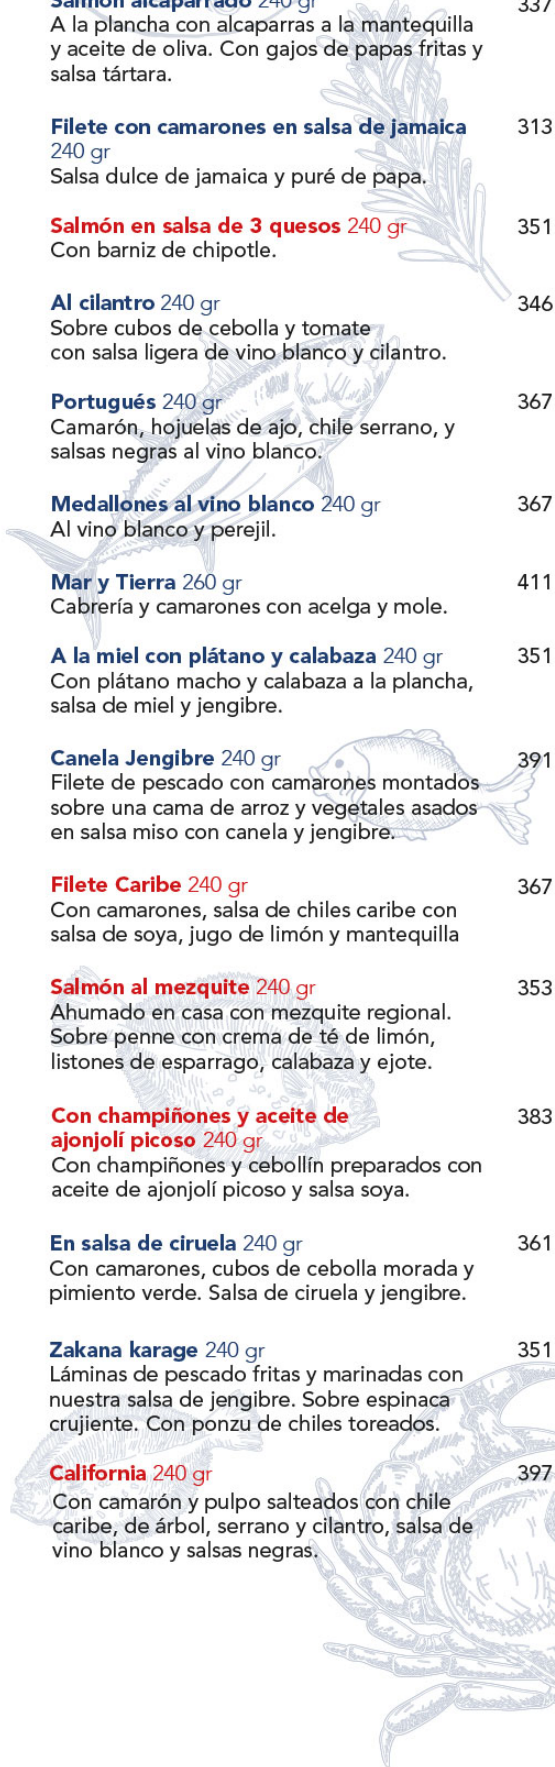 Salmón alcaparrado 240 gr 337
A la plancha con alcaparras a la mantequilla
y aceite de oliva. Con gajos de papas fritas y
salsa tártara.
Filete con camarones en salsa de jamaica 313
240 gr
Salsa dulce de jamaica y puré de papa.
Salmón en salsa de 3 quesos 240 gr 351
Con barniz de chipotle.
Al cilantro 240 gr 346
Sobre cubos de cebolla y tomate
con salsa ligera de vino blanco y cilantro.
Portugués 240 gr 367
Camarón, hojuelas de ajo, chile serrano, y
salsas negras al vino blanco.
Medallones al vino blanco 240 gr 367
Al vino blanco y perejil.
Mar y Tierra 260 gr 411
Cabrería y camarones con acelga y mole.
A la miel con plátano y calabaza 240 gr 351
Con plátano macho y calabaza a la plancha,
salsa de miel y jengibre.
Canela Jengibre 240 gr 391
Filete de pescado con camarones montados
sobre una cama de arroz y vegetales asados
en salsa miso con canela y jengibre.
Filete Caribe 240 gr 367
Con camarones, salsa de chiles caribe con
salsa de soya, jugo de limón y mantequilla
Salmón al mezquite 240 gr 353
Ahumado en casa con mezquite regional.
Sobre penne con crema de té de limón,
listones de esparrago, calabaza y ejote.
Con champiñones y aceite de 383
ajonjolí picoso 240 gr
Con champiñones y cebollín preparados con
aceite de ajonjolí picoso y salsa soya.
En salsa de ciruela 240 gr 361
Con camarones, cubos de cebolla morada y
pimiento verde. Salsa de ciruela y jengibre.
Zakana karage 240 gr 351
Láminas de pescado fritas y marinadas con
nuestra salsa de jengibre. Sobre espinaca
crujiente. Con ponzu de chiles toreados.
California 240 gr 397
Con camarón y pulpo salteados con chile
caribe, de árbol, serrano y cilantro, salsa de
vino blanco y salsas negras.